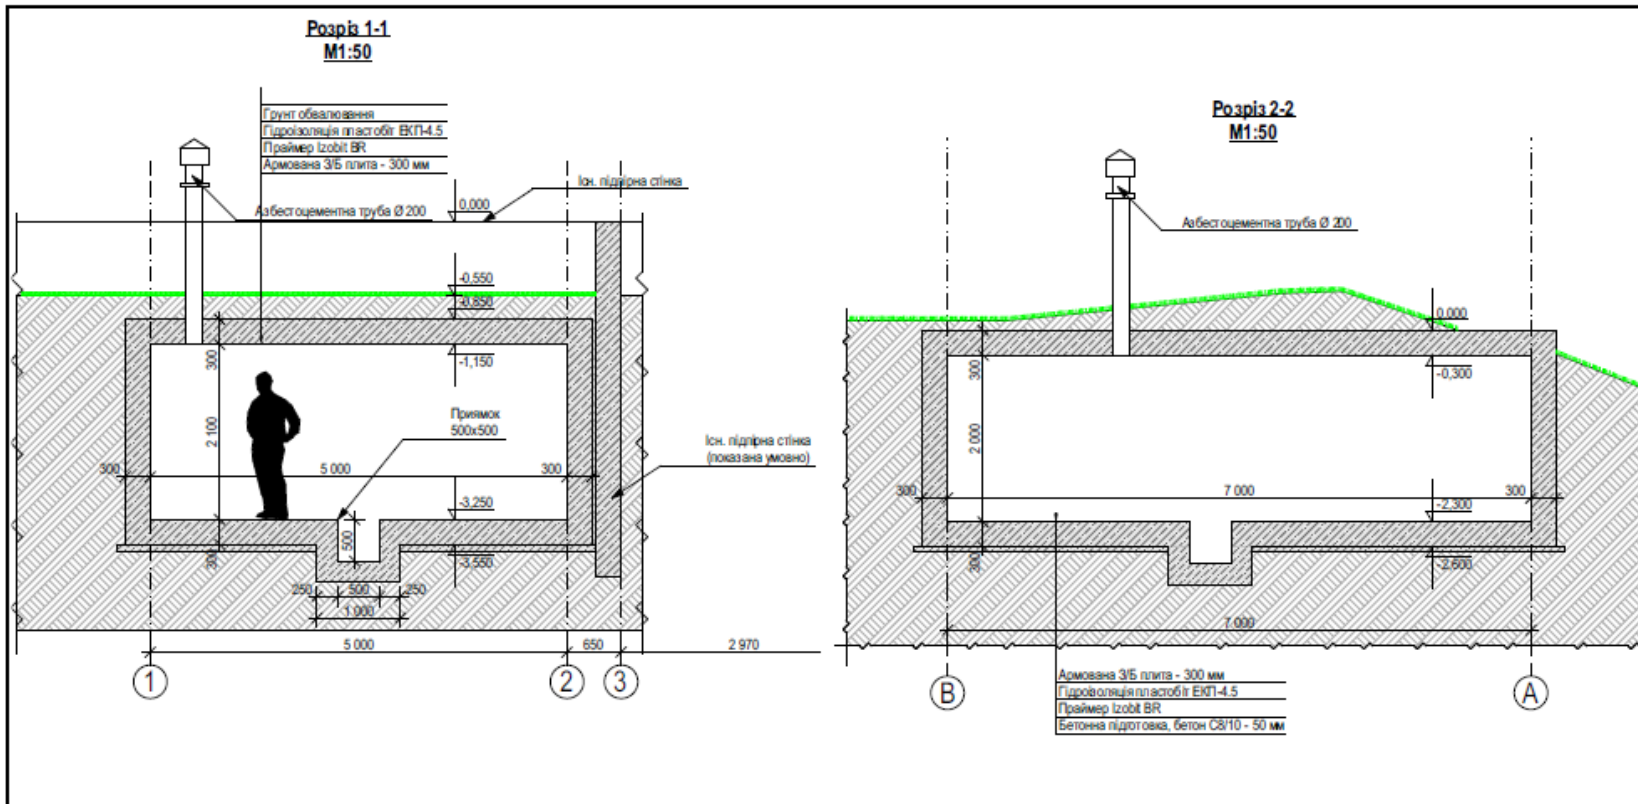 Розріз 1-1
М1:50
Грунт обвалювання
Гідроізоляція пластобіт ЕКП-4.5
Праймер Izobit BR
Армована З/Б плита - 300 мм
Азбестоцементна труба Ø 200
0,000
Існ. підпірна стінка
-0,550
-0,850
300
-1,150
2 100
Приямок
500x500
300
5 000
300
Існ. підпірна стінка
(показана умовно)
-3,250
500
300
-3,550
250
500
250
1 000
5 000
650
2 970
1
2
3
Розріз 2-2
М1:50
Азбестоцементна труба Ø 200
0,000
300
-0,300
2 000
300
7 000
300
-2,300
300
-2,600
7 000
Армована З/Б плита - 300 мм
Гідроізоляція пластобіт ЕКП-4.5
Праймер Izobit BR
Бетонна підготовка, бетон С8/10 - 50 мм
В
А